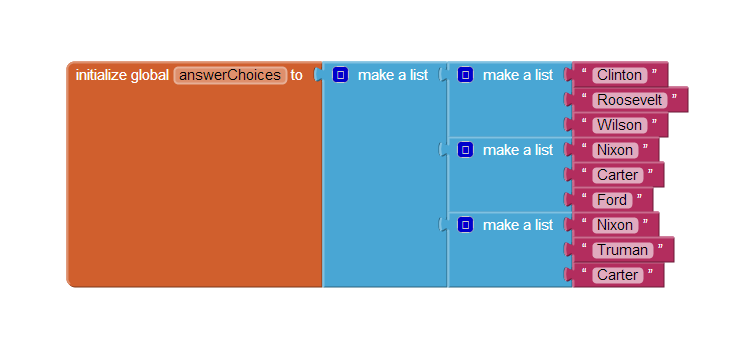 initialize global answerChoices to make a list make a list " Clinton "
" Roosevelt "
" Wilson "
make a list " Nixon "
" Carter "
" Ford "
make a list " Nixon "
" Truman "
" Carter "